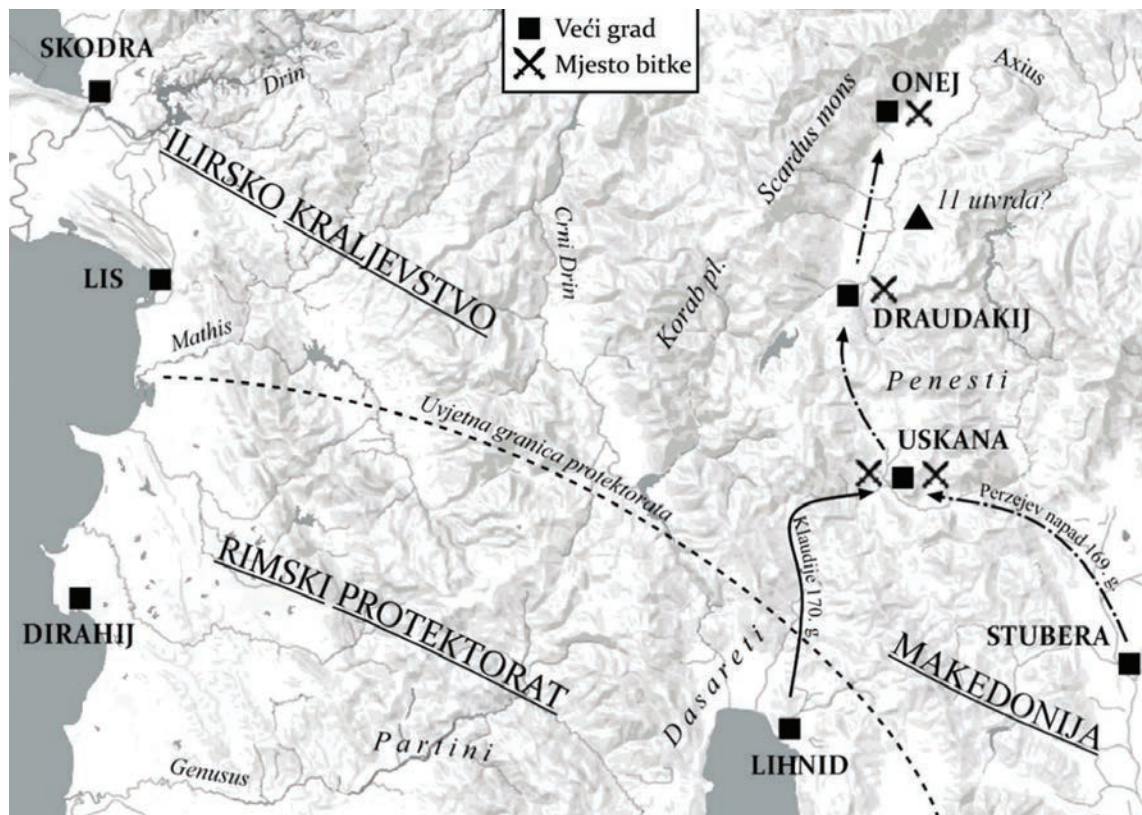 Veći grad
Mjesto bitke
SKODRA
Drin
ILIRSKO KRALJEVSTVO
Scardus mons
ONEJ
Axius
11 utvrda?
Crni Drin
Korab pl.
LIS
DRAUDAKIJ
Mathis
Penesti
Uvjetna granica protektorata
USKANA
Perzejev napad 169. g.
Klaudije 170. g.
RIMSKI PROTEKTORAT
DIRAHIJ
STUBERA
Dasareti
MAKEDONIJA
Partini
LIHNID
Genusus